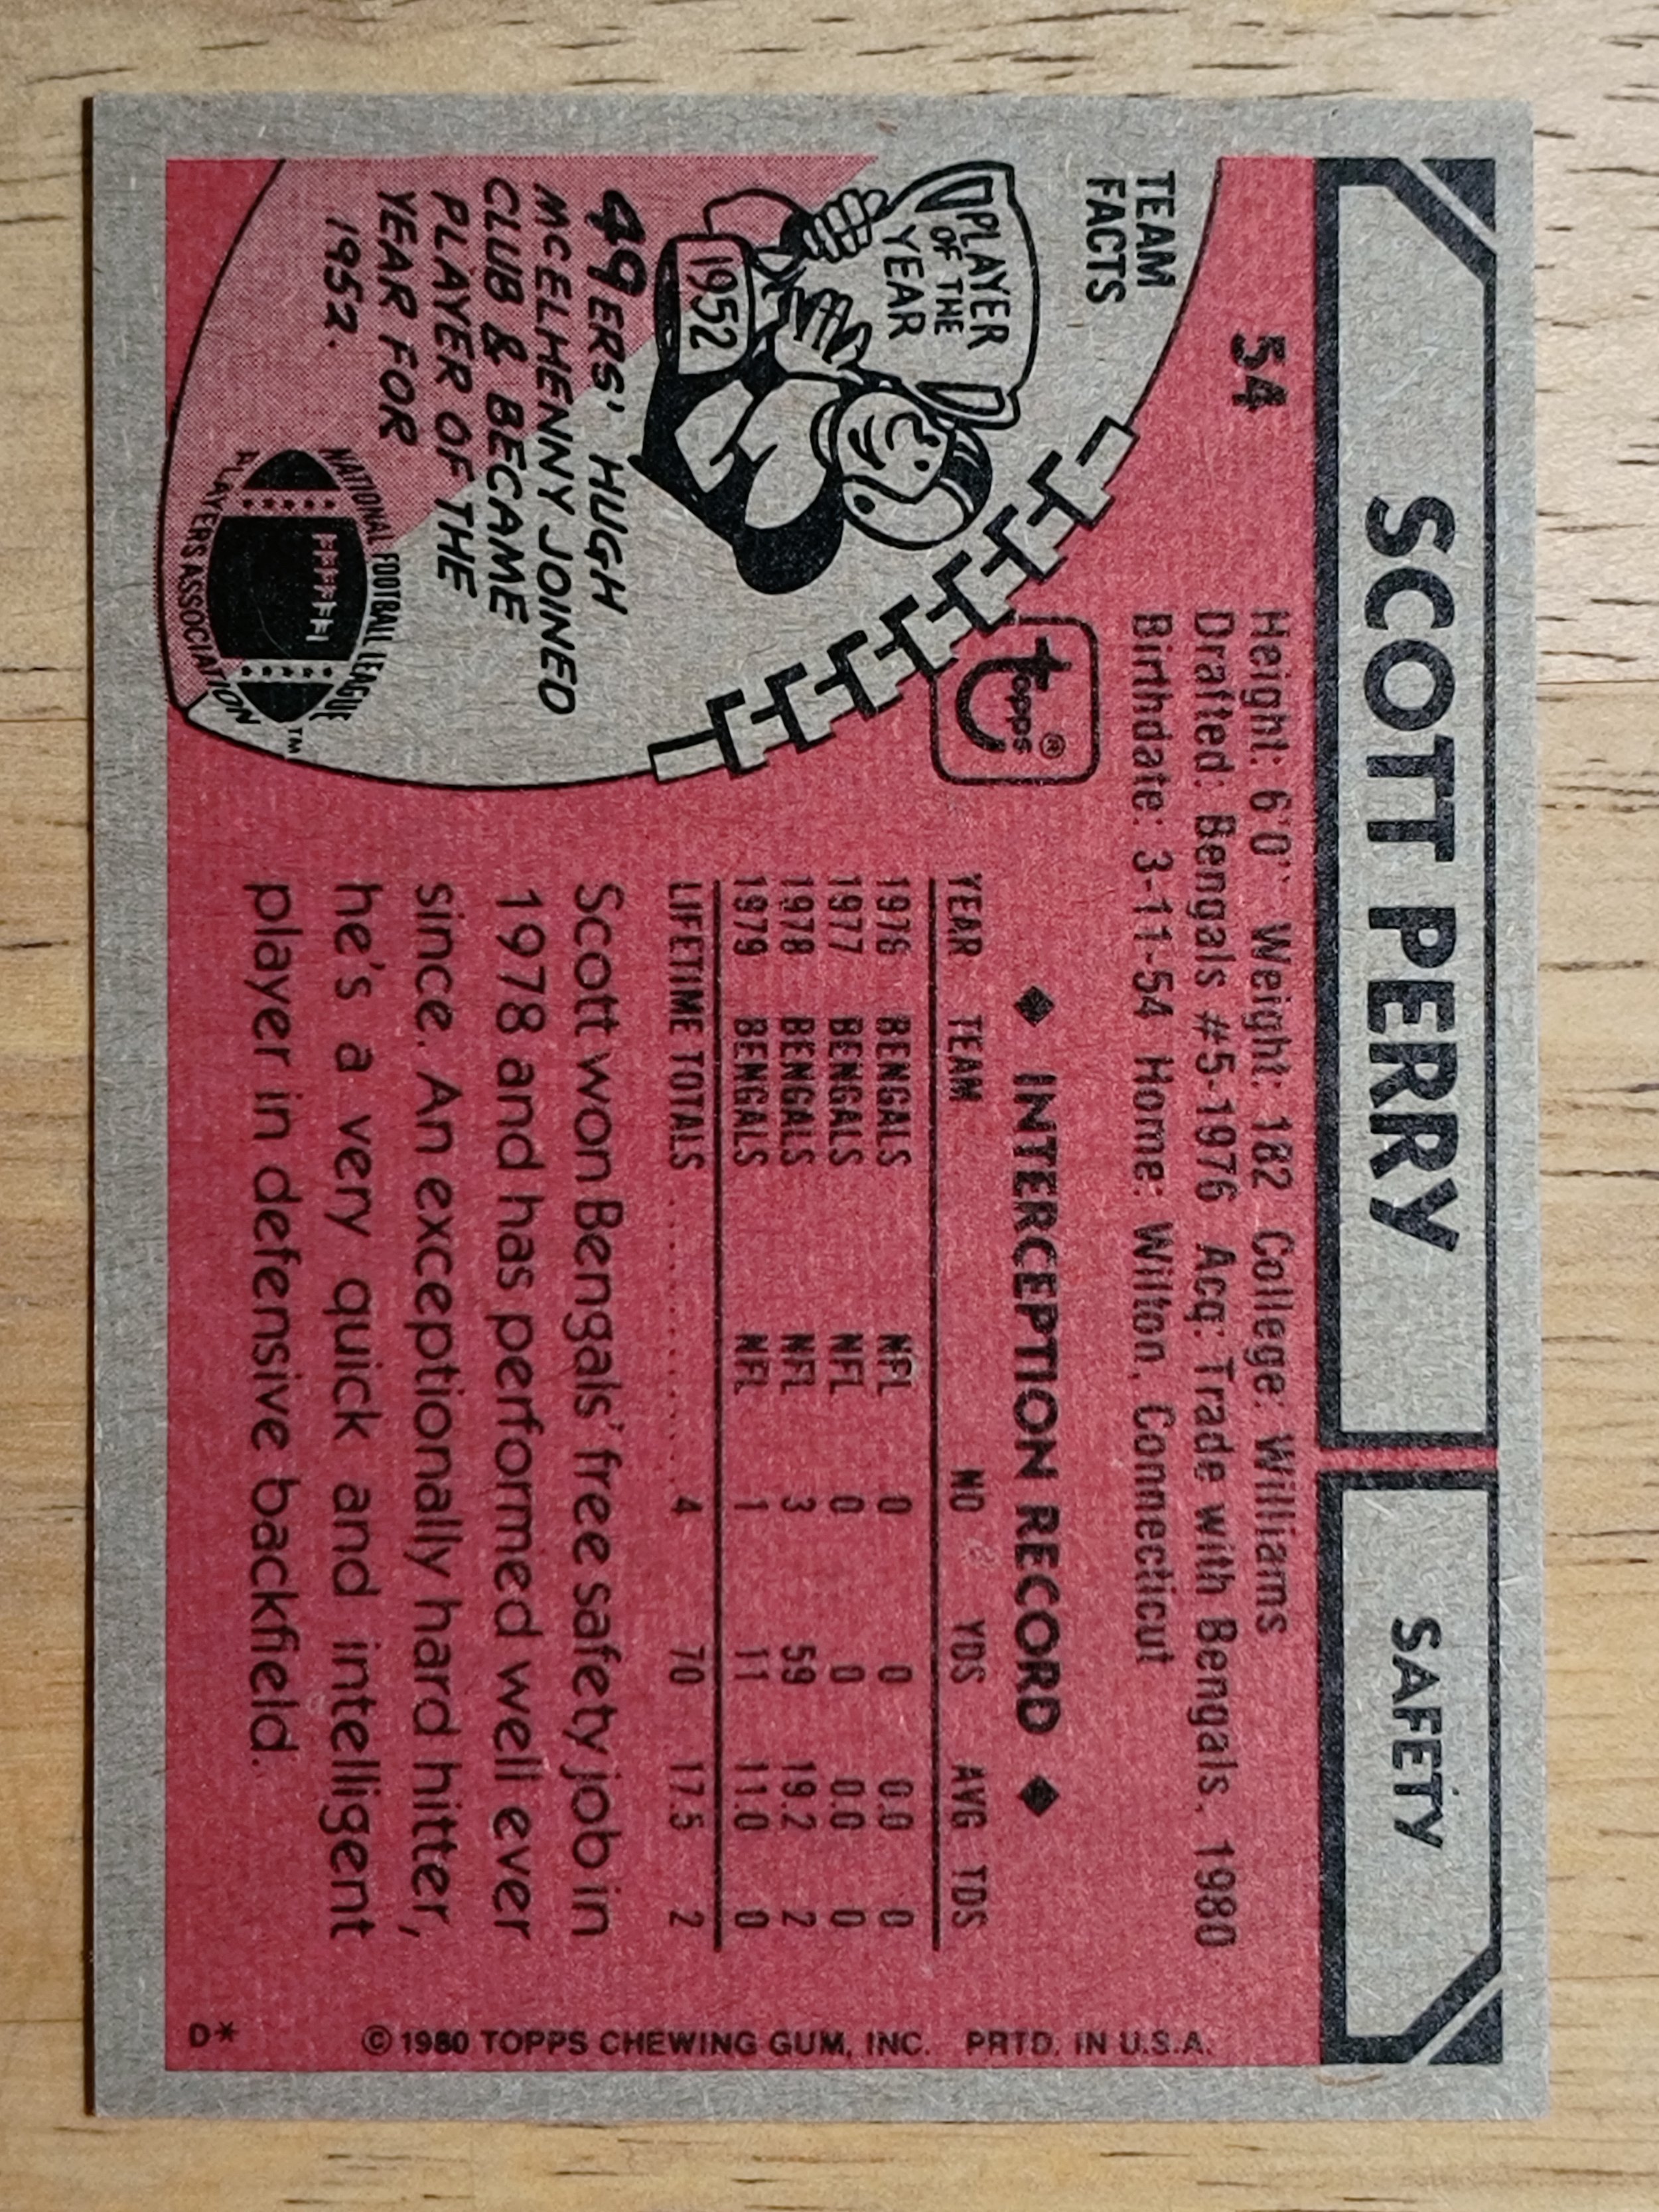 SCOTT PERRY
SAFETY
54
Height: 6'0" Weight: 182 College: Williams
Drafted: Bengals #5-1976 Acq: Trade with Bengals, 1980
Birthdate: 3-11-54 Home: Wilton, Connecticut
TEAM
FACTS
PLAYER
OF THE
YEAR
1952
49ERS' HUGH
MCELHENNY JOINED
CLUB & BECAME
PLAYER OF THE
YEAR FOR
1952.
NATIONAL FOOTBALL LEAGUE
PLAYERS ASSOCIATION
TM
topps ®
◆ INTERCEPTION RECORD ◆
YEAR TEAM NO YDS AVG TDS
1976 BENGALS NFL 0 0 0.0 0
1977 BENGALS NFL 0 0 0.0 0
1978 BENGALS NFL 3 59 19.2 2
1979 BENGALS NFL 1 11 11.0 0
LIFETIME TOTALS .................. 4 70 17.5 2
Scott won Bengals' free safety job in
1978 and has performed well ever
since. An exceptionally hard hitter,
he's a very quick and intelligent
player in defensive backfield.
© 1980 TOPPS CHEWING GUM, INC. PRTD. IN U.S.A.
D*